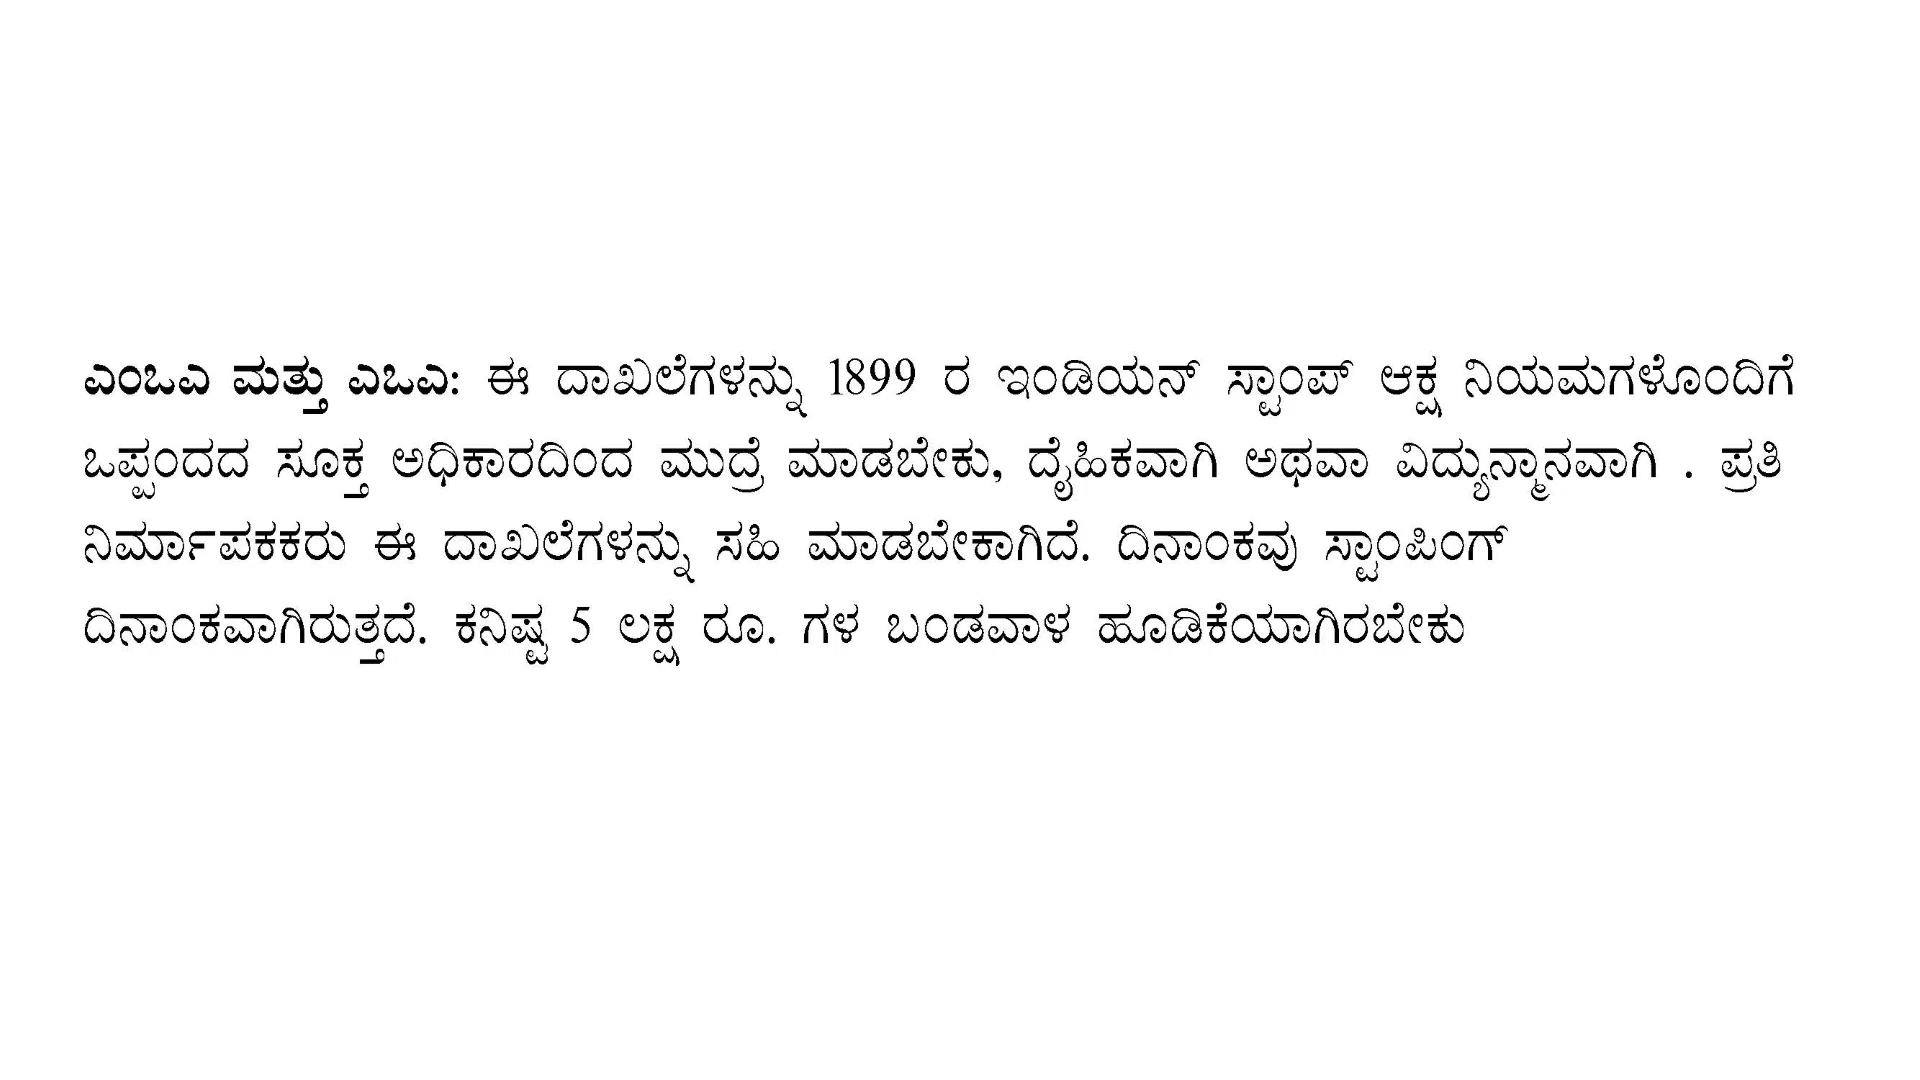 ಎಂಒಎ ಮತ್ತು ಎಒಎ: ಈ ದಾಖಲೆಗಳನ್ನು 1899 ರ ಇಂಡಿಯನ್ ಸ್ಟಾಂಪ್ ಆಕ್ಷ ನಿಯಮಗಳೊಂದಿಗೆ
ಒಪ್ಪಂದದ ಸೂಕ್ತ ಅಧಿಕಾರದಿಂದ ಮುದ್ರೆ ಮಾಡಬೇಕು, ದೈಹಿಕವಾಗಿ ಅಥವಾ ವಿದ್ಯುನ್ಮಾನವಾಗಿ . ಪ್ರತಿ
ನಿರ್ಮಾಪಕಕರು ಈ ದಾಖಲೆಗಳನ್ನು ಸಹಿ ಮಾಡಬೇಕಾಗಿದೆ. ದಿನಾಂಕವು ಸ್ಟಾಂಪಿಂಗ್
ದಿನಾಂಕವಾಗಿರುತ್ತದೆ. ಕನಿಷ್ಟ 5 ಲಕ್ಷ ರೂ. ಗಳ ಬಂಡವಾಳ ಹೂಡಿಕೆಯಾಗಿರಬೇಕು